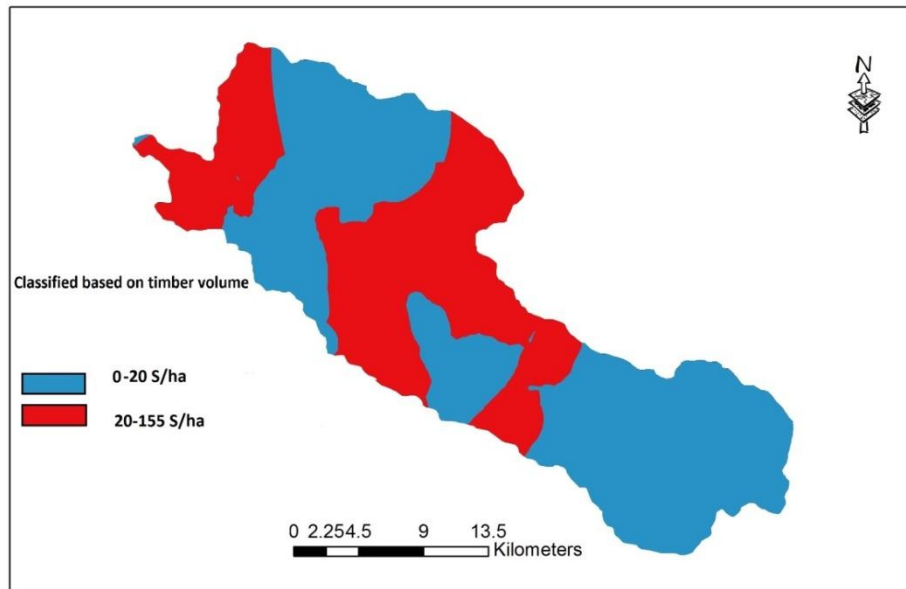 N
Classified based on timber volume
0-20 S/ha
20-155 S/ha
0 2.254.5 9 13.5
Kilometers